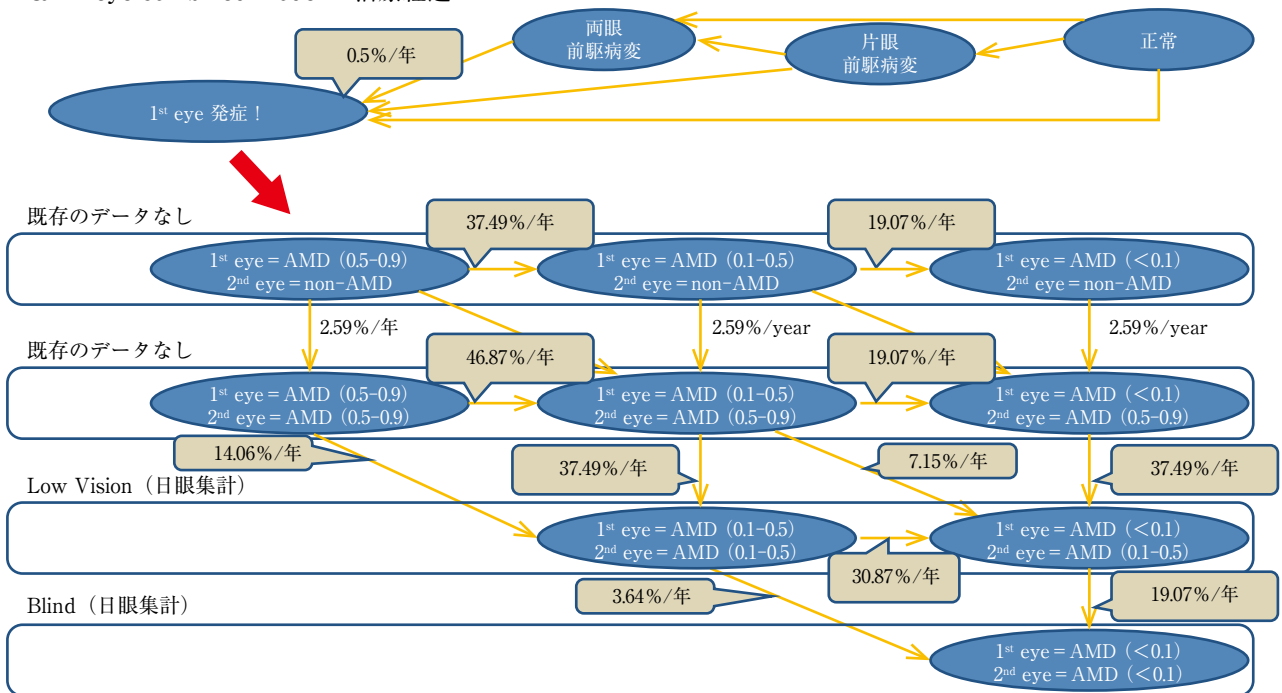 両眼
前駆病変
片眼
前駆病変
正常
0.5%/年
1st eye 発症！
既存のデータなし
37.49%/年
19.07%/年
1st eye＝AMD（0.5-0.9）
2nd eye＝non-AMD
1st eye＝AMD（0.1-0.5）
2nd eye＝non-AMD
1st eye＝AMD（<0.1）
2nd eye＝non-AMD
2.59%/年
2.59%/year
2.59%/year
既存のデータなし
46.87%/年
19.07%/年
1st eye＝AMD（0.5-0.9）
2nd eye＝AMD（0.5-0.9）
1st eye＝AMD（0.1-0.5）
2nd eye＝AMD（0.5-0.9）
1st eye＝AMD（<0.1）
2nd eye＝AMD（0.5-0.9）
14.06%/年
37.49%/年
7.15%/年
37.49%/年
Low Vision（日眼集計）
1st eye＝AMD（0.1-0.5）
2nd eye＝AMD（0.1-0.5）
1st eye＝AMD（<0.1）
2nd eye＝AMD（0.1-0.5）
30.87%/年
3.64%/年
19.07%/年
Blind（日眼集計）
1st eye＝AMD（<0.1）
2nd eye＝AMD（<0.1）